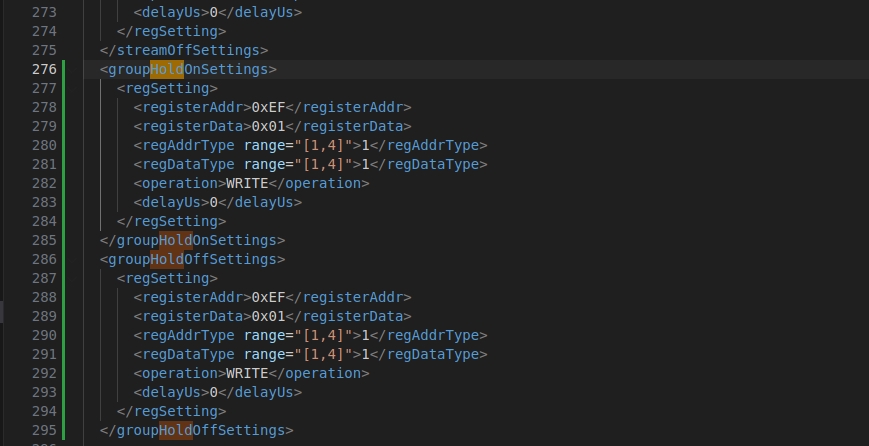 273 <delayUs>0</delayUs>
274 </regSetting>
275 </streamOffSettings>
276 <groupHoldOnSettings>
277 <regSetting>
278 <registerAddr>0xEF</registerAddr>
279 <registerData>0x01</registerData>
280 <regAddrType range="[1,4]">1</regAddrType>
281 <regDataType range="[1,4]">1</regDataType>
282 <operation>WRITE</operation>
283 <delayUs>0</delayUs>
284 </regSetting>
285 </groupHoldOnSettings>
286 <groupHoldOffSettings>
287 <regSetting>
288 <registerAddr>0xEF</registerAddr>
289 <registerData>0x01</registerData>
290 <regAddrType range="[1,4]">1</regAddrType>
291 <regDataType range="[1,4]">1</regDataType>
292 <operation>WRITE</operation>
293 <delayUs>0</delayUs>
294 </regSetting>
295 </groupHoldOffSettings>